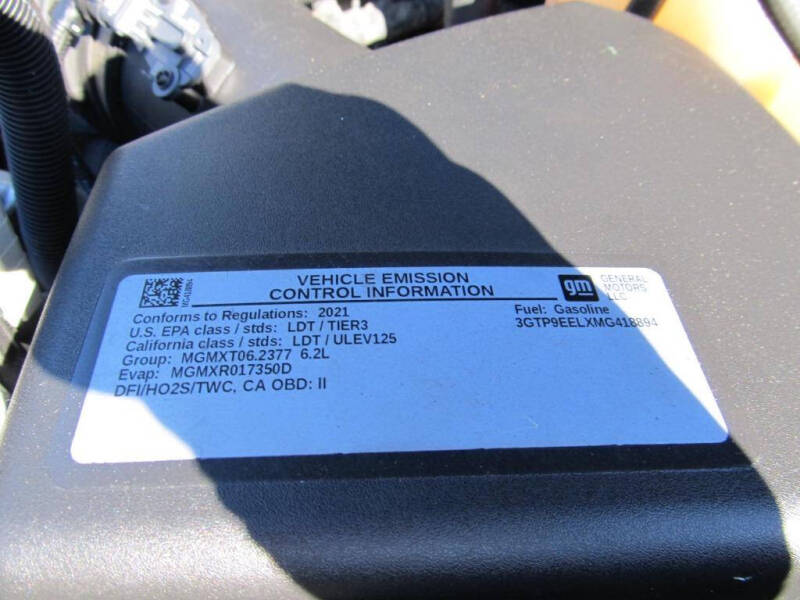 VEHICLE EMISSION
CONTROL INFORMATION
gm
GENERAL
MOTORS
LLC
Conforms to Regulations: 2021
Fuel: Gasoline
U.S. EPA class / stds: LDT / TIER3
3GTP9EELXMG418894
California class / stds: LDT / ULEV125
Group: MGMXT06.2377 6.2L
Evap: MGMXR017350D
DFI/HO2S/TWC, CA OBD: II